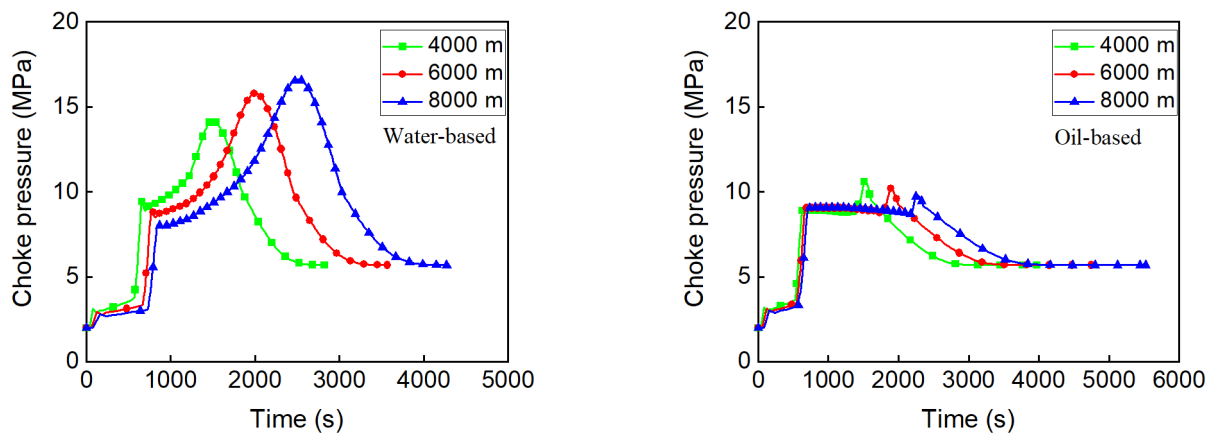 Choke pressure (MPa)
20
15
10
5
0
4000 m
6000 m
8000 m
Water-based
0 1000 2000 3000 4000 5000
Time (s)
Choke pressure (MPa)
20
15
10
5
0
4000 m
6000 m
8000 m
Oil-based
0 1000 2000 3000 4000 5000 6000
Time (s)